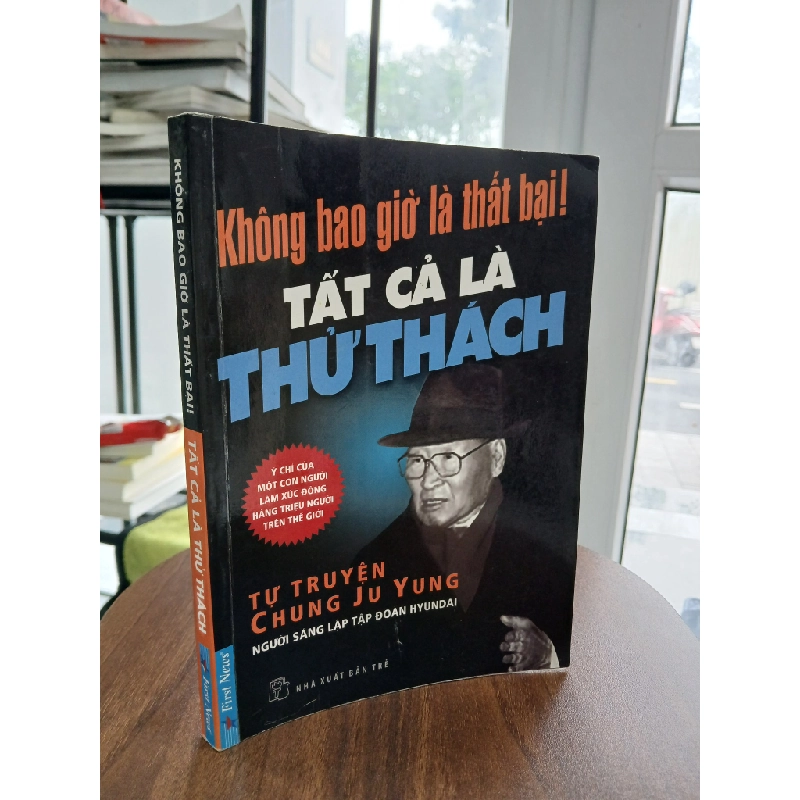 Không bao giờ là thất bại!
TẤT CẢ LÀ
THỬ THÁCH
Ý CHÍ CỦA
MỘT CON NGƯỜI
LÀM XÚC ĐỘNG
HÀNG TRIỆU NGƯỜI
TRÊN THẾ GIỚI
TỰ TRUYỆN
CHUNG JU YUNG
NGƯỜI SÁNG LẬP TẬP ĐOÀN HYUNDAI
NHÀ XUẤT BẢN TRẺ
KHÔNG BAO GIỜ LÀ THẤT BẠI!
TẤT CẢ LÀ THỬ THÁCH
First News
First News